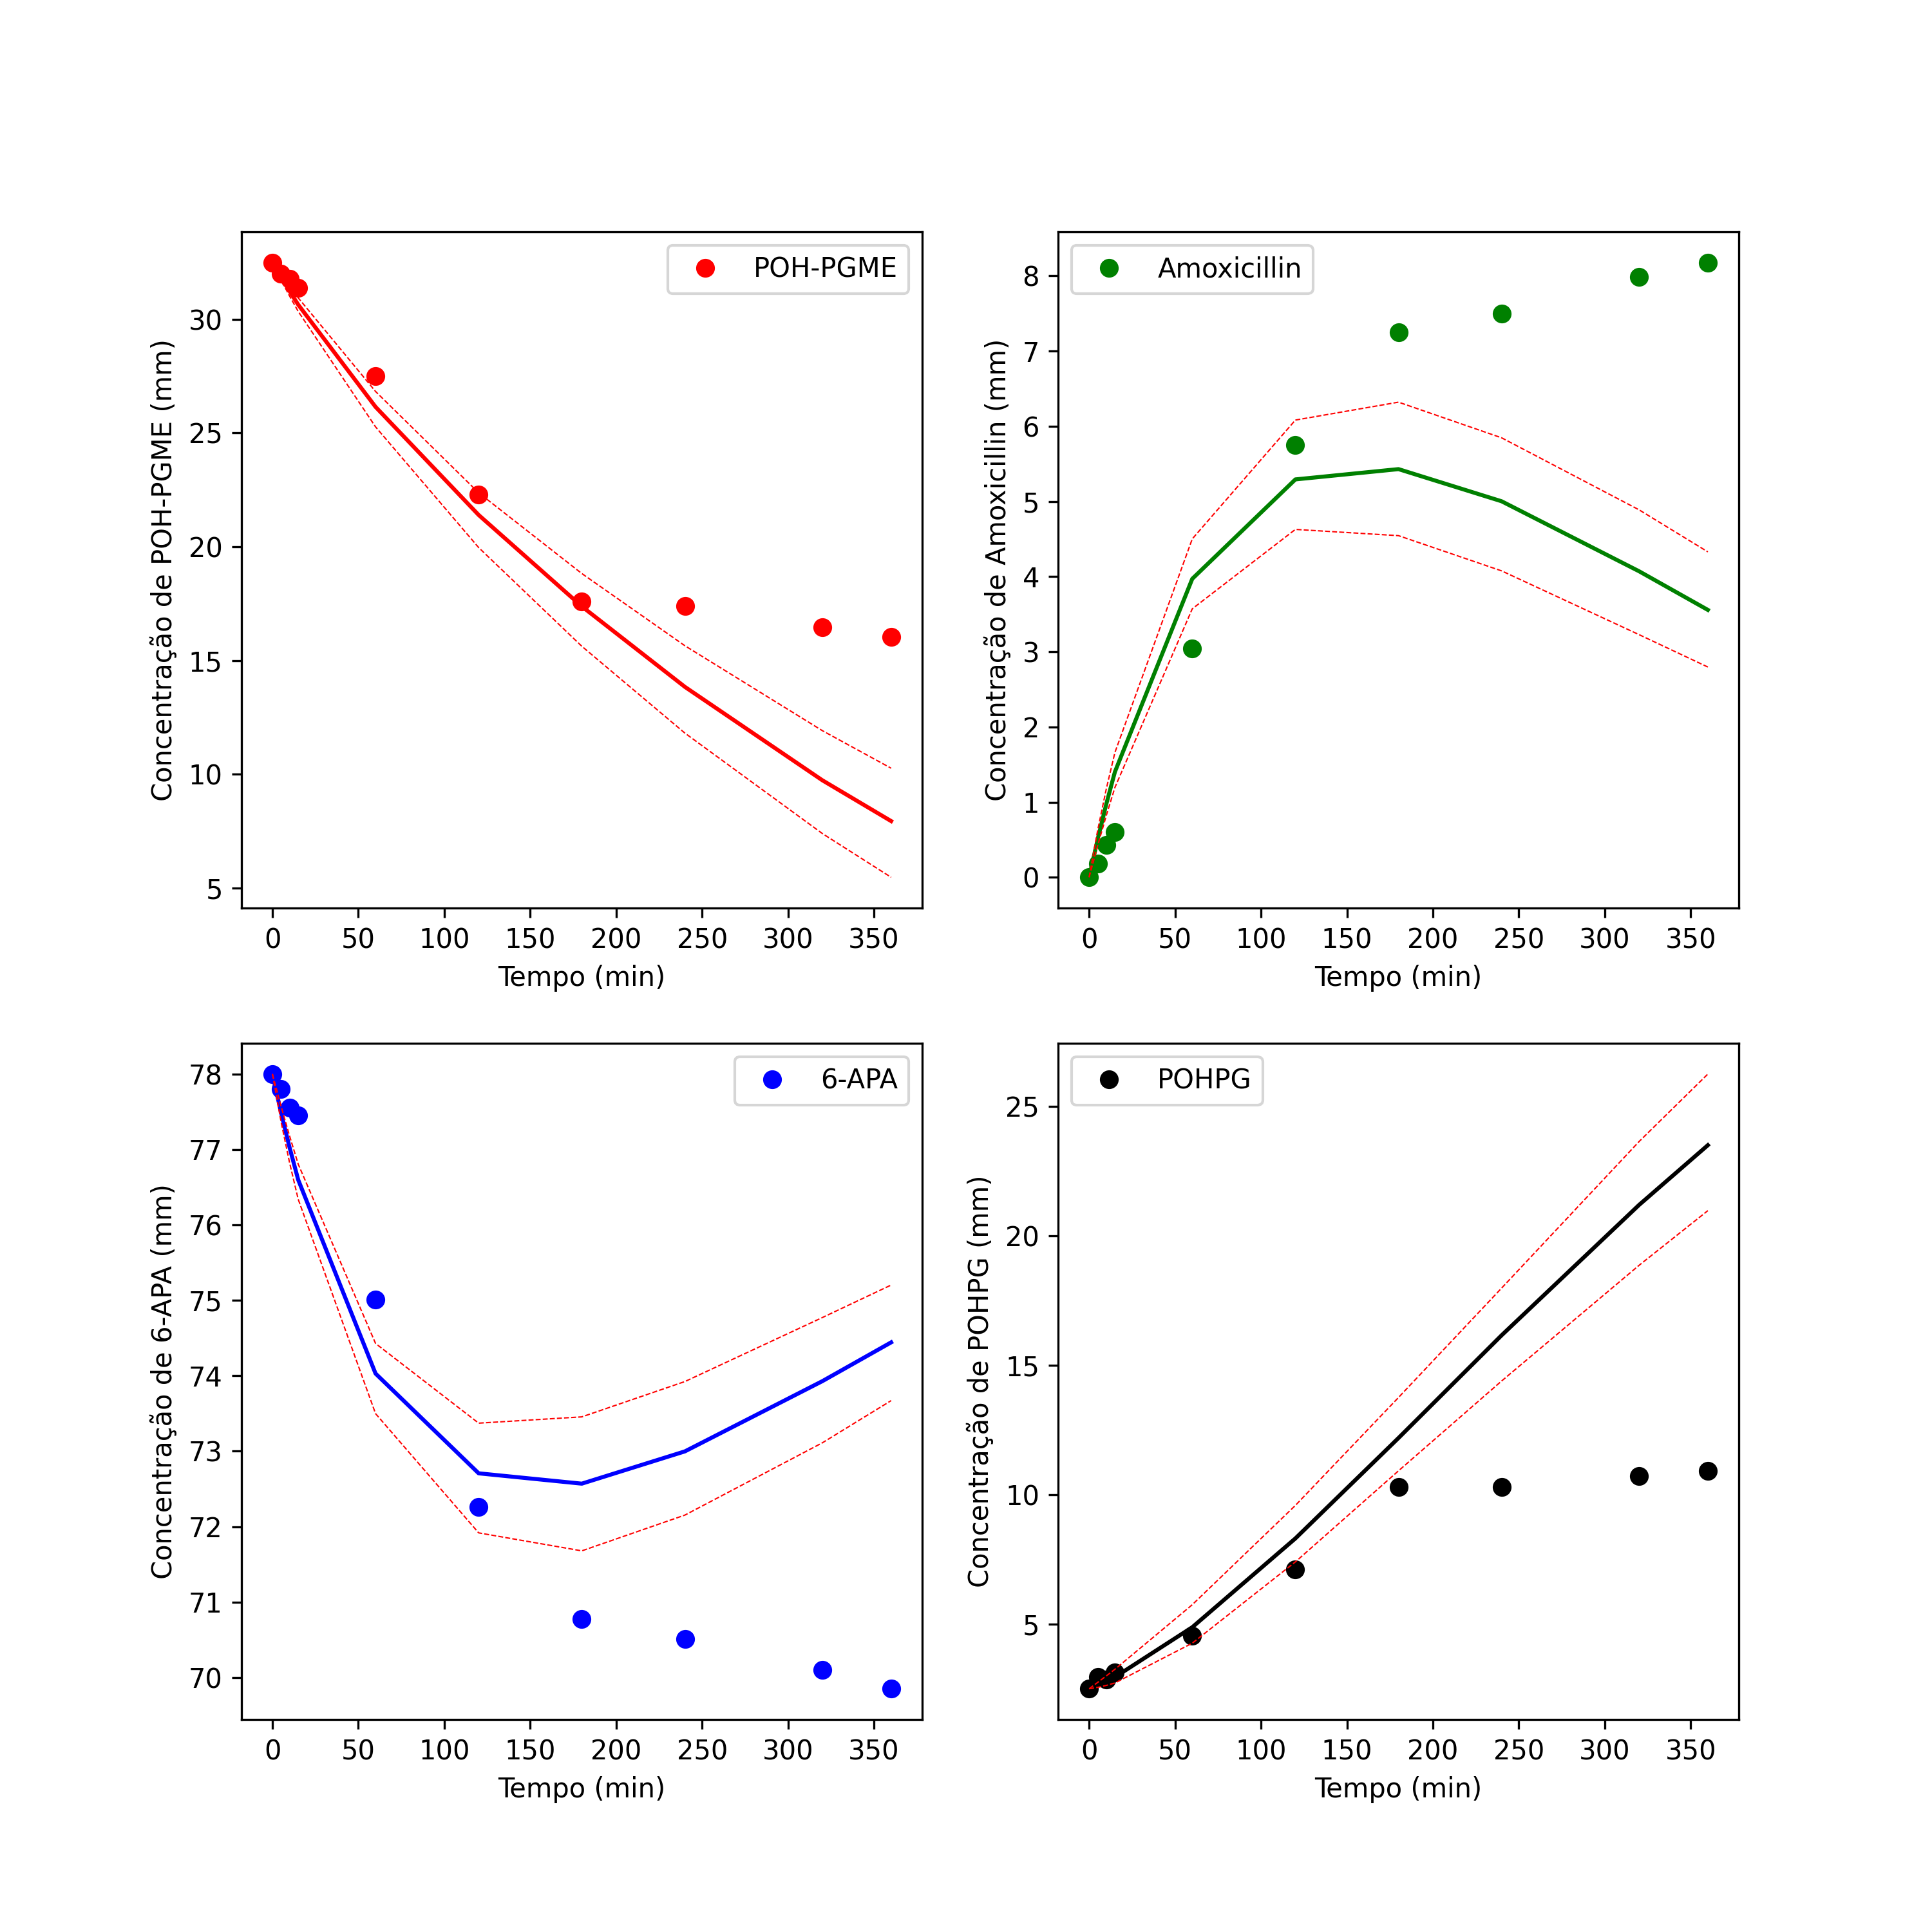 POH-PGME
Concentração de POH-PGME (mm)
30
25
20
15
10
5
0 50 100 150 200 250 300 350
Tempo (min)
Amoxicillin
Concentração de Amoxicillin (mm)
8
7
6
5
4
3
2
1
0
0 50 100 150 200 250 300 350
Tempo (min)
6-APA
Concentração de 6-APA (mm)
78
77
76
75
74
73
72
71
70
0 50 100 150 200 250 300 350
Tempo (min)
POHPG
Concentração de POHPG (mm)
25
20
15
10
5
0 50 100 150 200 250 300 350
Tempo (min)